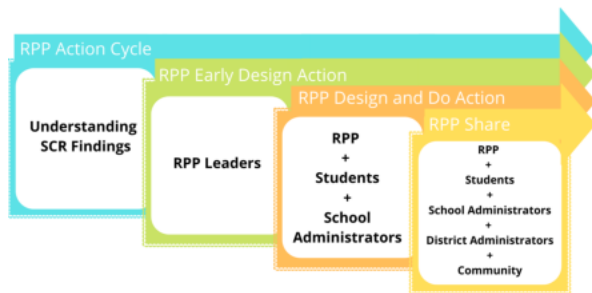 RPP Action Cycle
Understanding
SCR Findings
RPP Early Design Action
RPP Leaders
RPP Design and Do Action
RPP
+
Students
+
School
Administrators
RPP Share
RPP
+
Students
+
School Administrators
+
District Administrators
+
Community